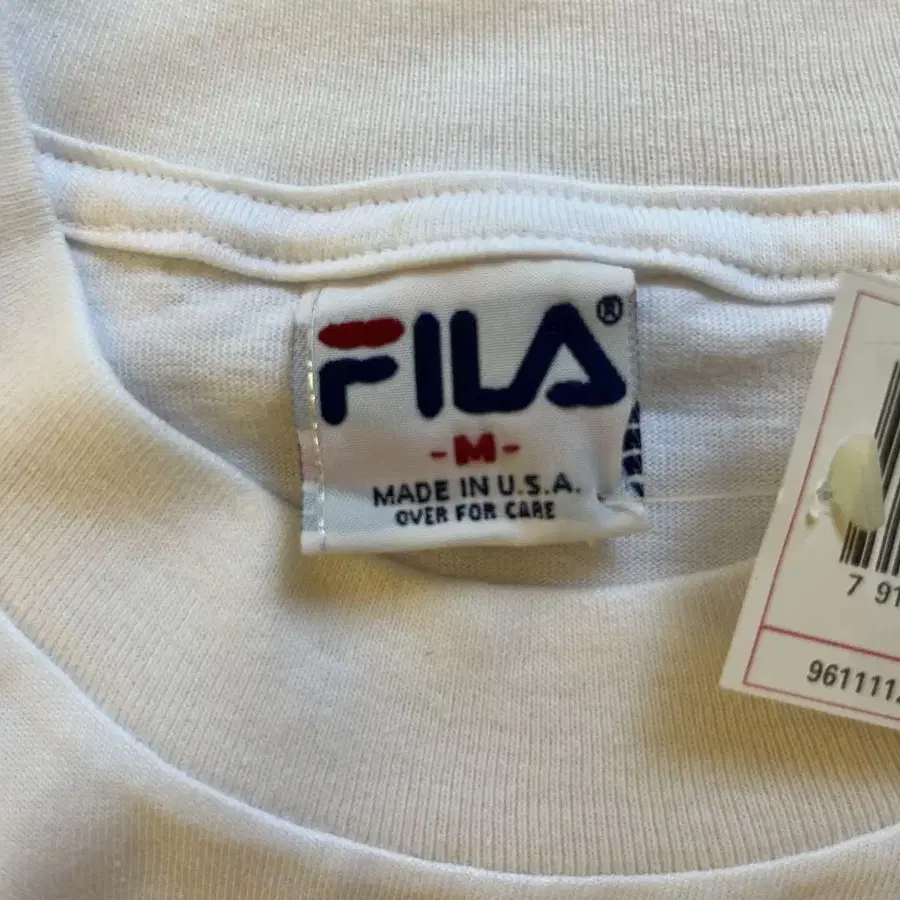 FILA®
-M-
MADE IN U.S.A.
OVER FOR CARE
7 91
961111